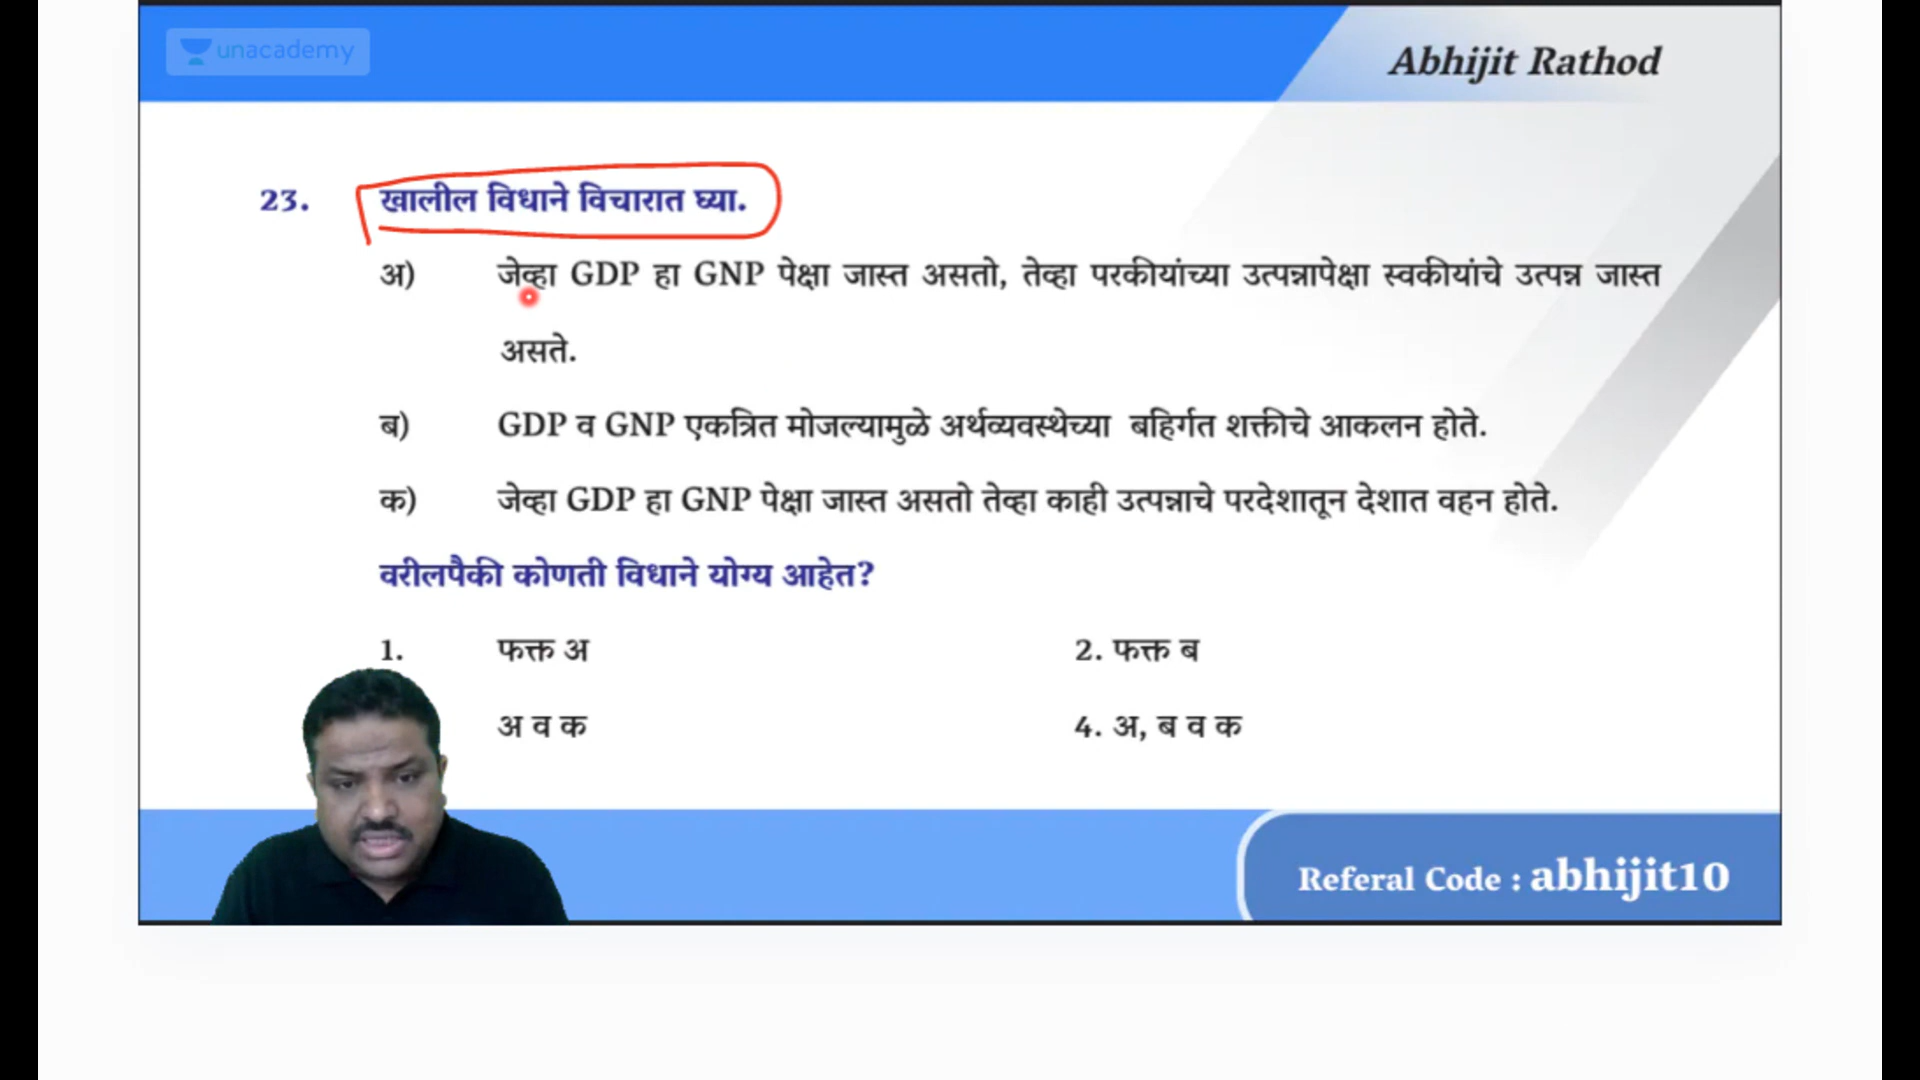 unacademy
Abhijit Rathod
23. खालील विधाने विचारात घ्या.
अ) जेव्हा GDP हा GNP पेक्षा जास्त असतो, तेव्हा परकीयांच्या उत्पन्नापेक्षा स्वकीयांचे उत्पन्न जास्त
असते.
ब) GDP व GNP एकत्रित मोजल्यामुळे अर्थव्यवस्थेच्या बहिर्गत शक्तीचे आकलन होते.
क) जेव्हा GDP हा GNP पेक्षा जास्त असतो तेव्हा काही उत्पन्नाचे परदेशातून देशात वहन होते.
वरीलपैकी कोणती विधाने योग्य आहेत?
1. फक्त अ 2. फक्त ब
अ व क 4. अ, ब व क
Referal Code : abhijit10